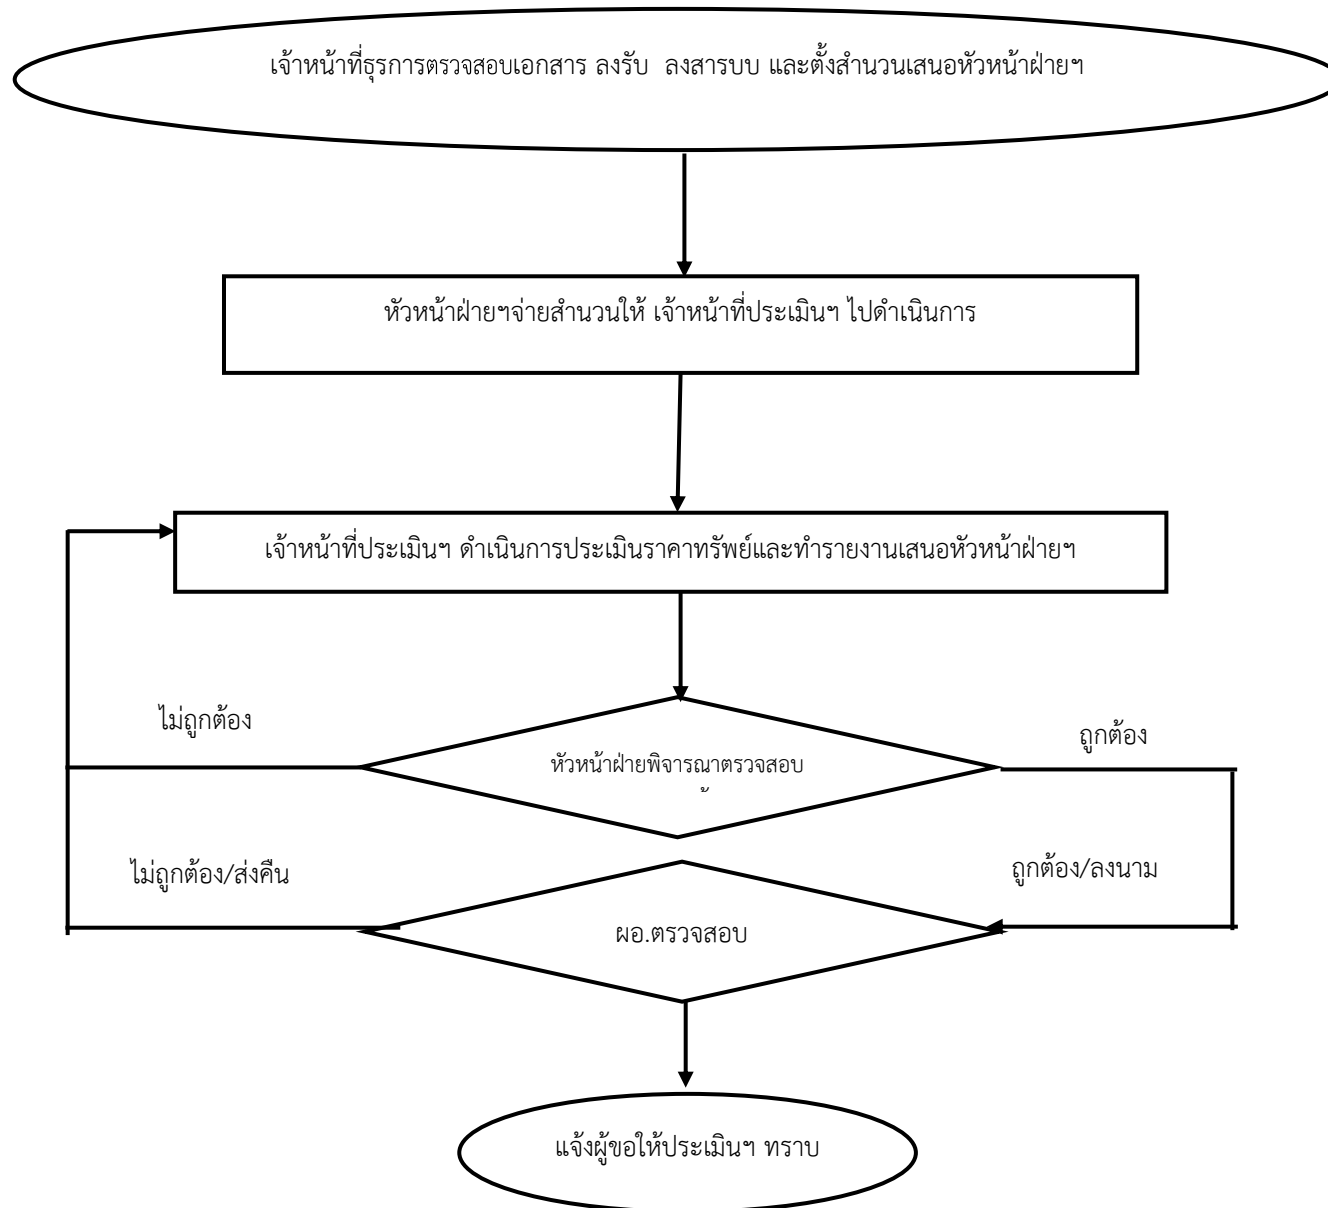 เจ้าหน้าที่ธุรการตรวจสอบเอกสาร ลงรับ  ลงสารบบ และตั้งสำนวนเสนอหัวหน้าฝ่ายฯ
หัวหน้าฝ่ายฯจ่ายสำนวนให้ เจ้าหน้าที่ประเมินฯ ไปดำเนินการ
เจ้าหน้าที่ประเมินฯ ดำเนินการประเมินราคาทรัพย์และทำรายงานเสนอหัวหน้าฝ่ายฯ
ไม่ถูกต้อง
ถูกต้อง
หัวหน้าฝ่ายพิจารณาตรวจสอบ
ไม่ถูกต้อง/ส่งคืน
ถูกต้อง/ลงนาม
ผอ.ตรวจสอบ
แจ้งผู้ขอให้ประเมินฯ ทราบ